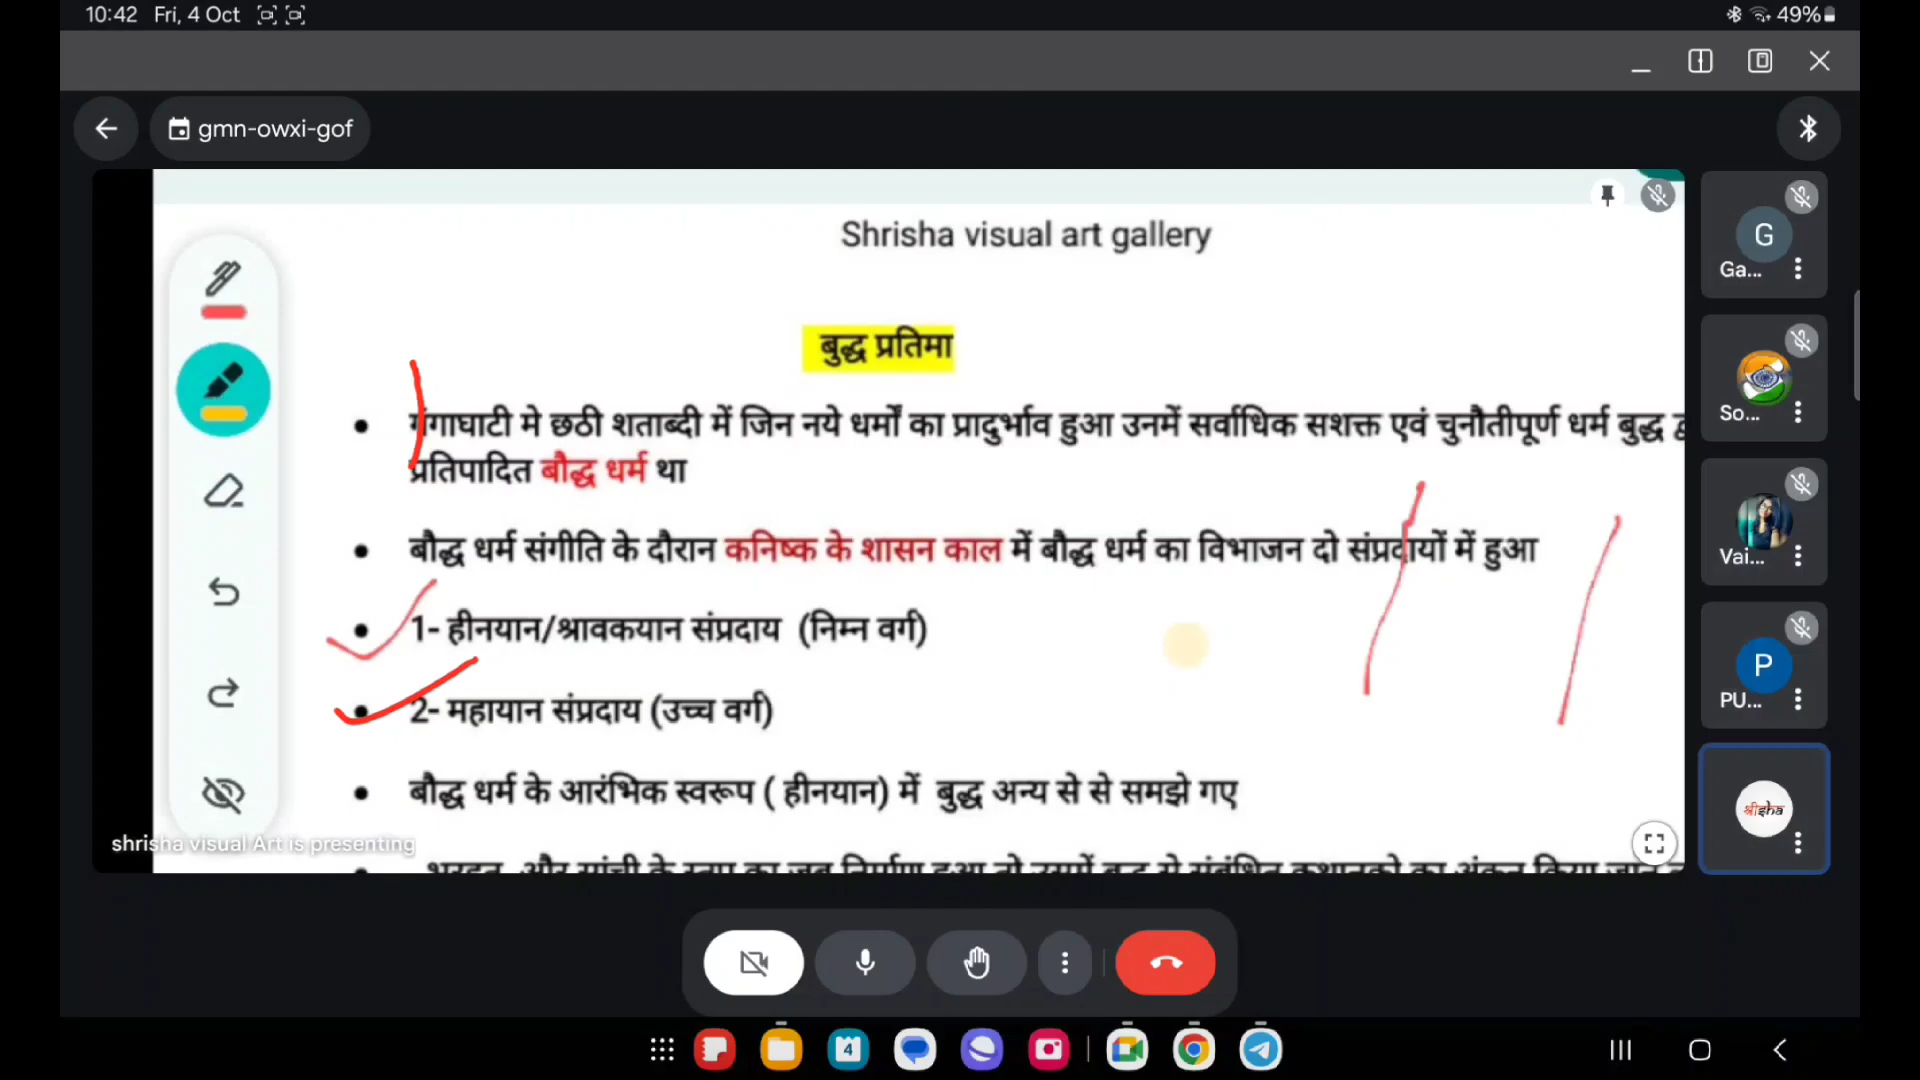 10:42 Fri, 4 Oct 49%
gmn-owxi-gof
Shrisha visual art gallery
बुद्ध प्रतिमा
गंगाघाटी मे छठी शताब्दी में जिन नये धर्मों का प्रादुर्भाव हुआ उनमें सर्वाधिक सशक्त एवं चुनौतीपूर्ण धर्म बुद्ध
प्रतिपादित बौद्ध धर्म था
बौद्ध धर्म संगीति के दौरान कनिष्क के शासन काल में बौद्ध धर्म का विभाजन दो संप्रदायों में हुआ
1- हीनयान/श्रावकयान संप्रदाय (निम्न वर्ग)
2- महायान संप्रदाय (उच्च वर्ग)
बौद्ध धर्म के आरंभिक स्वरूप ( हीनयान) में बुद्ध अन्य से से समझे गए
shrisha visual Art is presenting
G
Ga...
So...
Vai...
P
PU...
श्रीsha
4